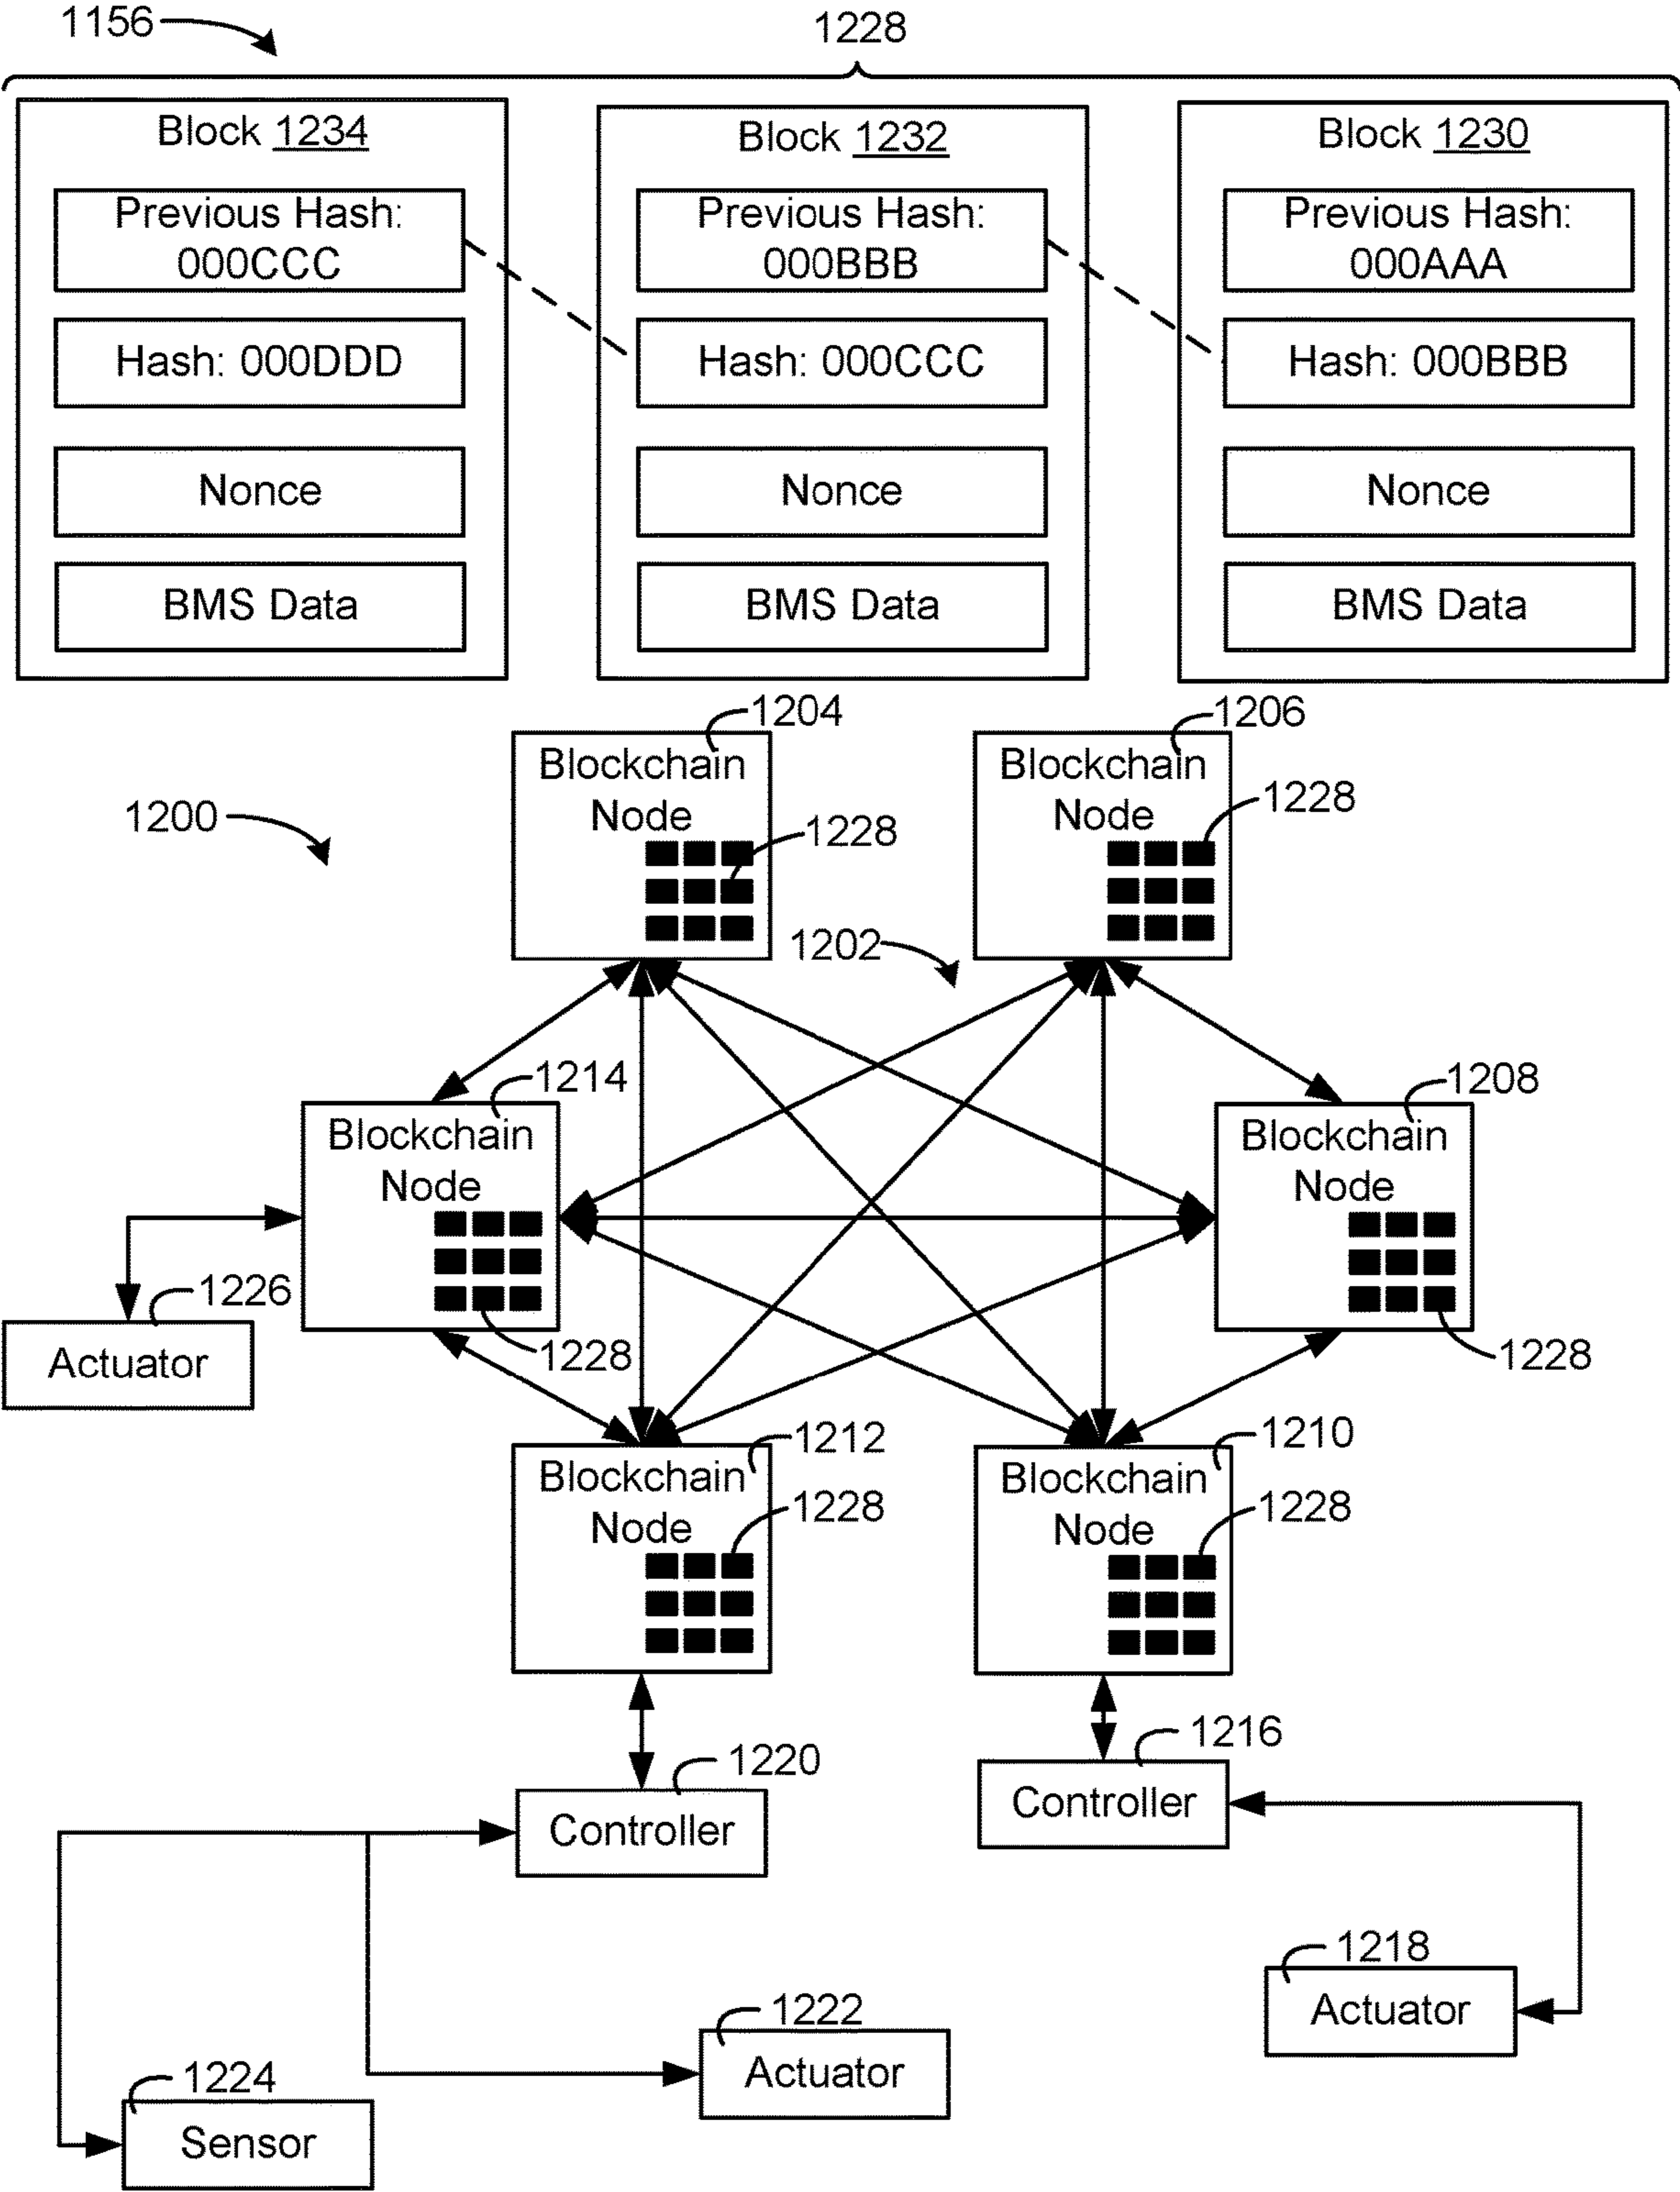 1156
1228
Block 1234
Previous Hash:
000CCC
Hash: 000DDD
Nonce
BMS Data
Block 1232
Previous Hash:
000BBB
Hash: 000CCC
Nonce
BMS Data
Block 1230
Previous Hash:
000AAA
Hash: 000BBB
Nonce
BMS Data
1204
Blockchain
Node
1228
1206
Blockchain
Node
1228
1200
1202
1214
Blockchain
Node
1228
1208
Blockchain
Node
1228
1226
Actuator
1212
Blockchain
Node
1228
1210
Blockchain
Node
1228
1220
Controller
1216
Controller
1218
Actuator
1222
Actuator
1224
Sensor